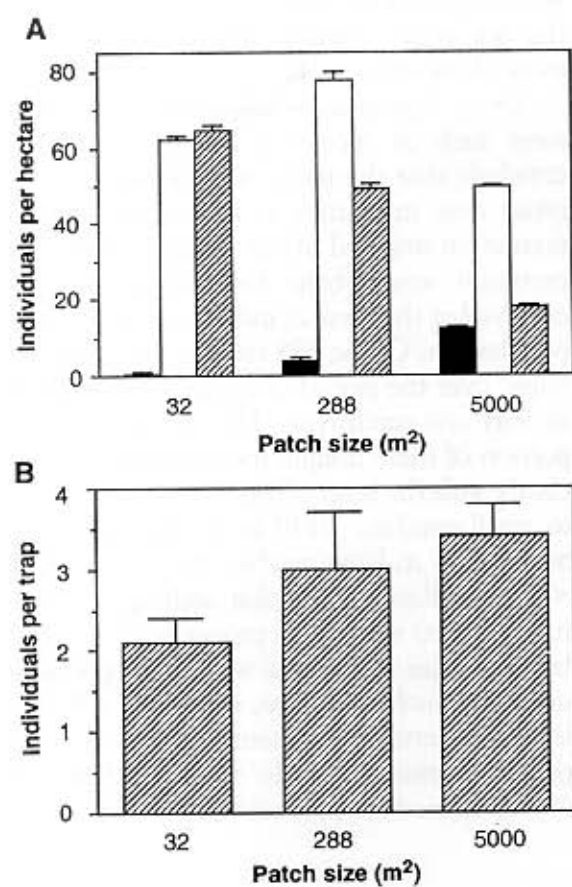 A
80
60
40
20
0
Individuals per hectare
32 288 5000
Patch size (m²)
B
4
3
2
1
0
Individuals per trap
32 288 5000
Patch size (m²)